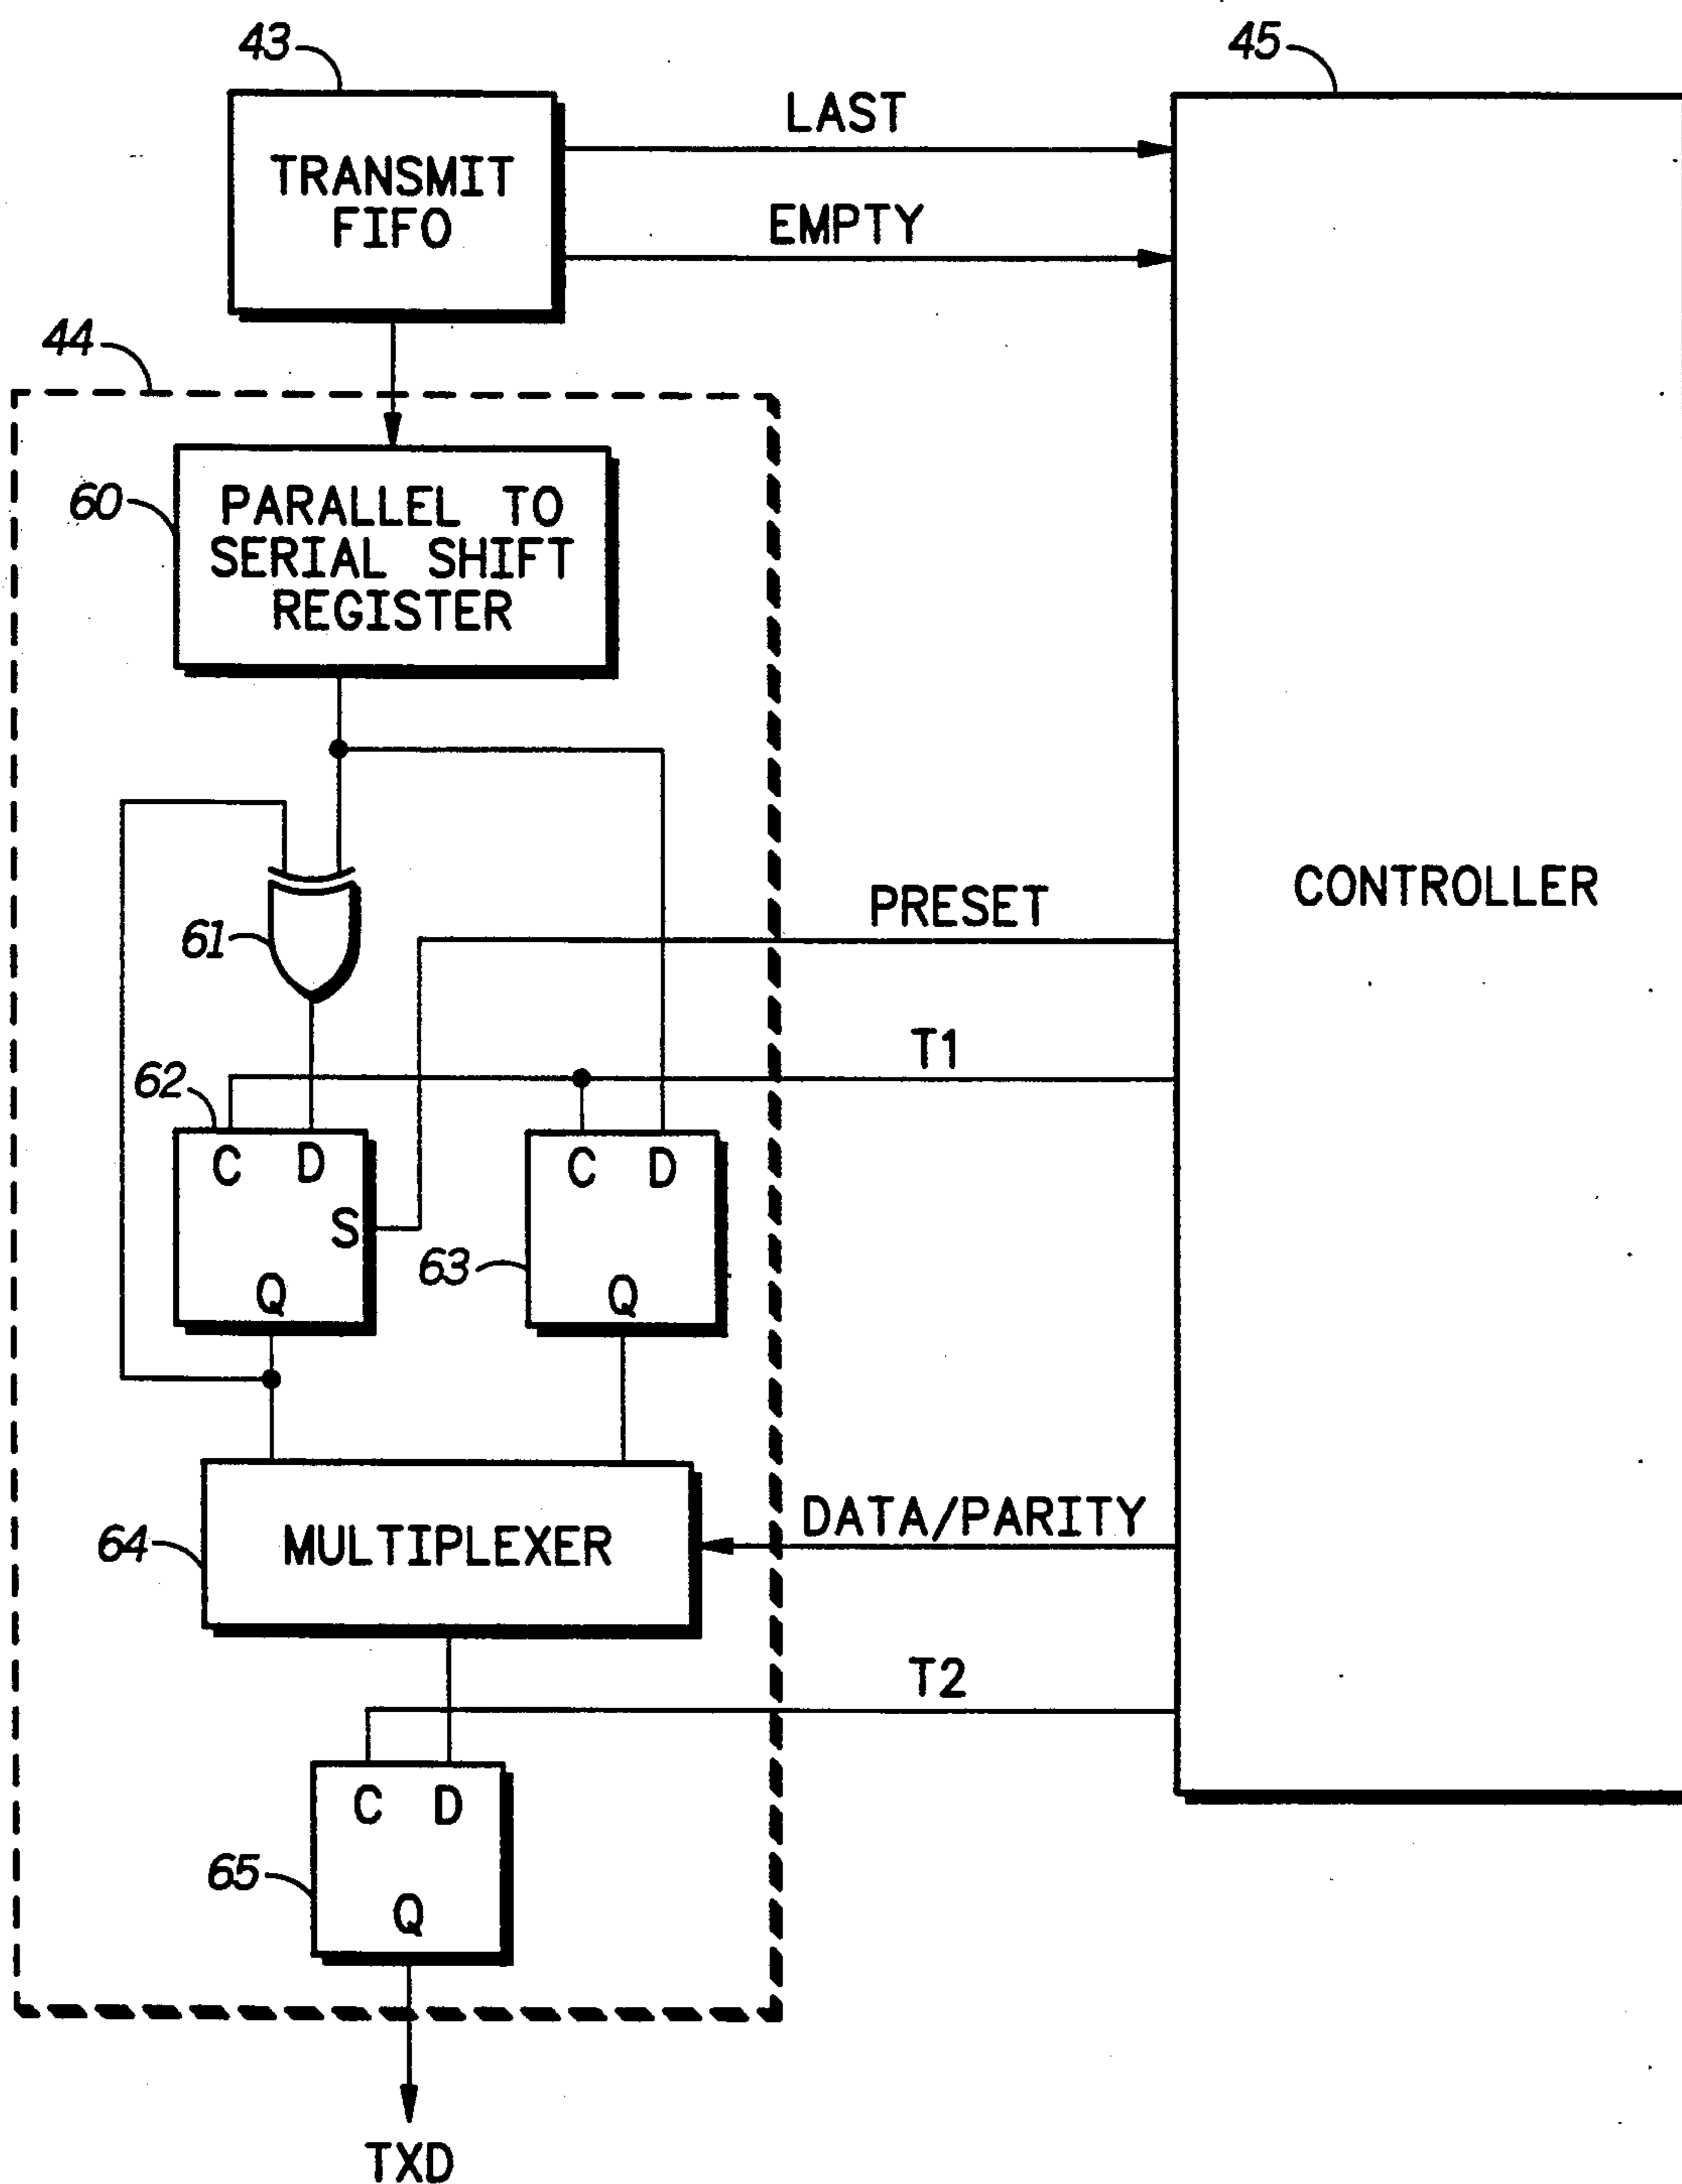 43
45
LAST
TRANSMIT
FIFO
EMPTY
44
60
PARALLEL TO
SERIAL SHIFT
REGISTER
61
PRESET
CONTROLLER
T1
62
C D
S
Q
63
C D
Q
64
MULTIPLEXER
DATA/PARITY
T2
65
C D
Q
TXD